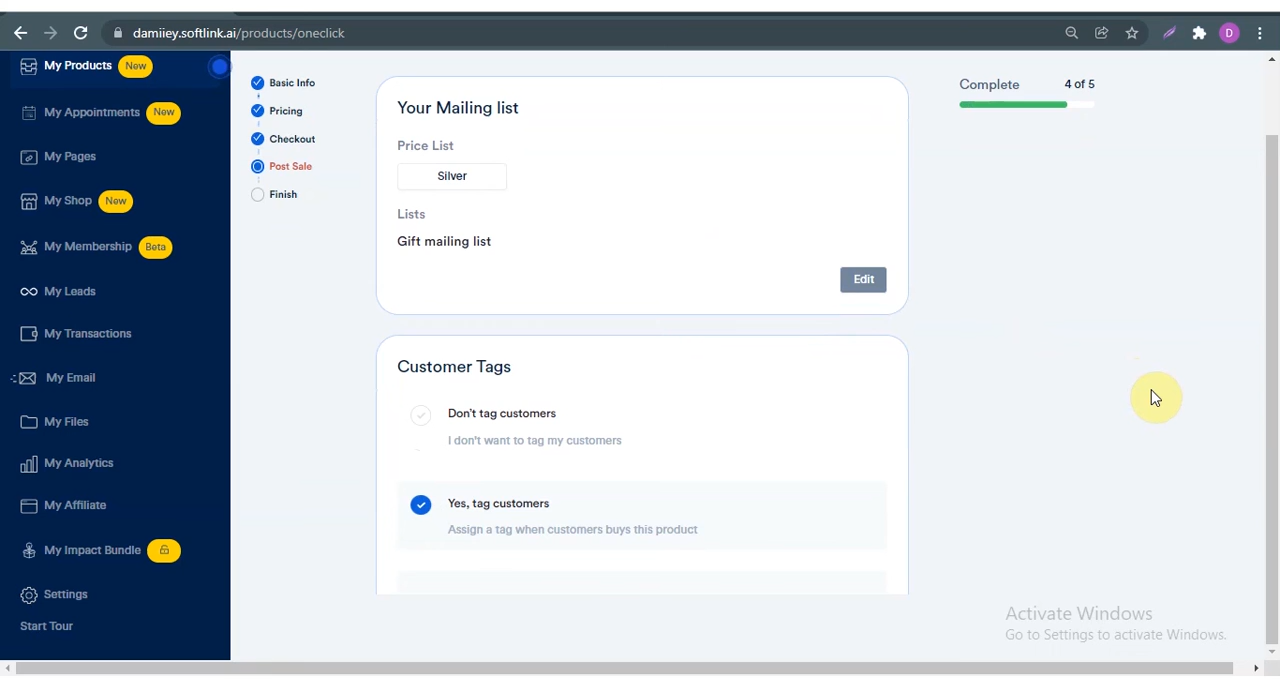 damiiey.softlink.ai/products/oneclick
D
My Products New
My Appointments New
My Pages
My Shop New
My Membership Beta
My Leads
My Transactions
My Email
My Files
My Analytics
My Affiliate
My Impact Bundle
Settings
Start Tour
Basic Info
Pricing
Checkout
Post Sale
Finish
Your Mailing list
Price List
Silver
Lists
Gift mailing list
Edit
Customer Tags
Don't tag customers
I don't want to tag my customers
Yes, tag customers
Assign a tag when customers buys this product
Complete 4 of 5
Activate Windows
Go to Settings to activate Windows.